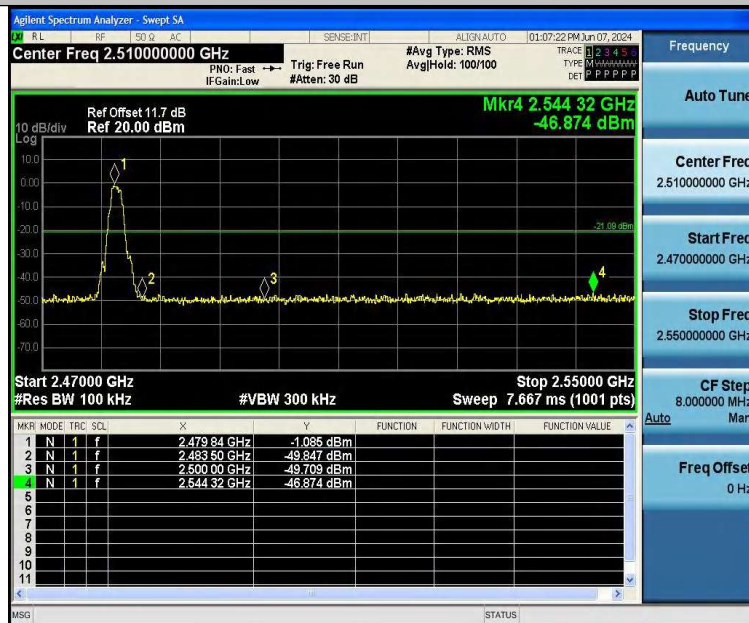 Agilent Spectrum Analyzer - Swept SA
LXI RL RF 50 Ω AC SENSE:INT ALIGN AUTO 01:07:22 PM Jun 07, 2024
Center Freq 2.510000000 GHz
PNO: Fast
IFGain:Low
Trig: Free Run
#Atten: 30 dB
#Avg Type: RMS
Avg|Hold: 100/100
TRACE 1 2 3 4 5 6
TYPE M
DET P P P P P P
Ref Offset 11.7 dB
10 dB/div Ref 20.00 dBm
Mkr4 2.544 32 GHz
-46.874 dBm
Log
10.0
0.00
-10.0
-20.0
-30.0
-40.0
-50.0
-60.0
-70.0
1
2
3
4
-21.09 dBm
Start 2.47000 GHz Stop 2.55000 GHz
#Res BW 100 kHz #VBW 300 kHz Sweep 7.667 ms (1001 pts)
MKR MODE TRC SCL X Y FUNCTION FUNCTION WIDTH FUNCTION VALUE
1 N 1 f 2.479 84 GHz -1.085 dBm
2 N 1 f 2.483 50 GHz -49.847 dBm
3 N 1 f 2.500 00 GHz -49.709 dBm
4 N 1 f 2.544 32 GHz -46.874 dBm
5
6
7
8
9
10
11
MSG STATUS
Frequency
Auto Tune
Center Freq
2.510000000 GHz
Start Freq
2.470000000 GHz
Stop Freq
2.550000000 GHz
CF Step
8.000000 MHz
Auto Man
Freq Offset
0 Hz